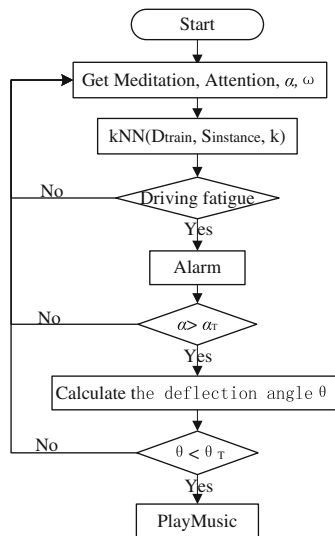 Start
Get Meditation, Attention, α, ω
kNN(Dtrain, Sinstance, k)
Driving fatigue
No
Yes
Alarm
α> αT
No
Yes
Calculate the deflection angle θ
θ < θT
No
Yes
PlayMusic